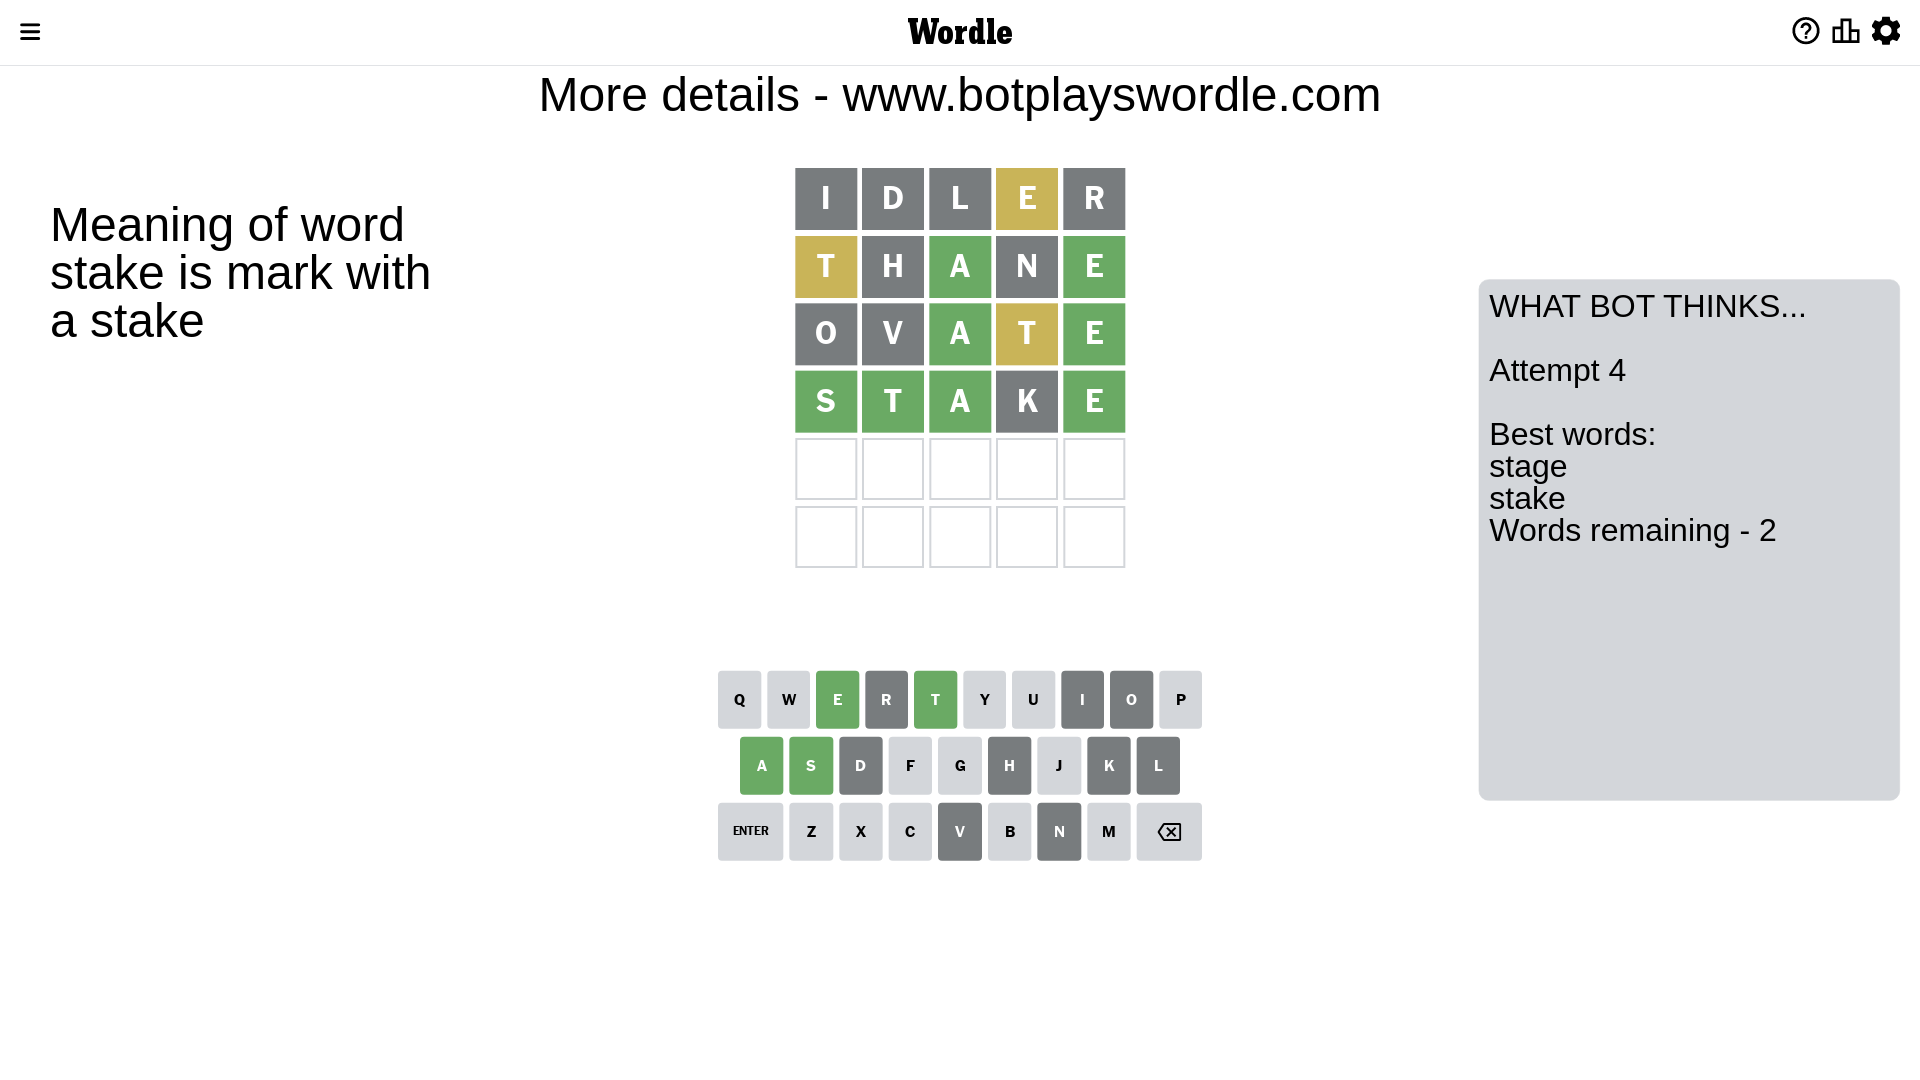 Wordle
More details - www.botplayswordle.com
Meaning of word
stake is mark with
a stake
I D L E R
T H A N E
O V A T E
S T A K E
WHAT BOT THINKS...
Attempt 4
Best words:
stage
stake
Words remaining - 2
Q W E R T Y U I O P
A S D F G H J K L
ENTER Z X C V B N M